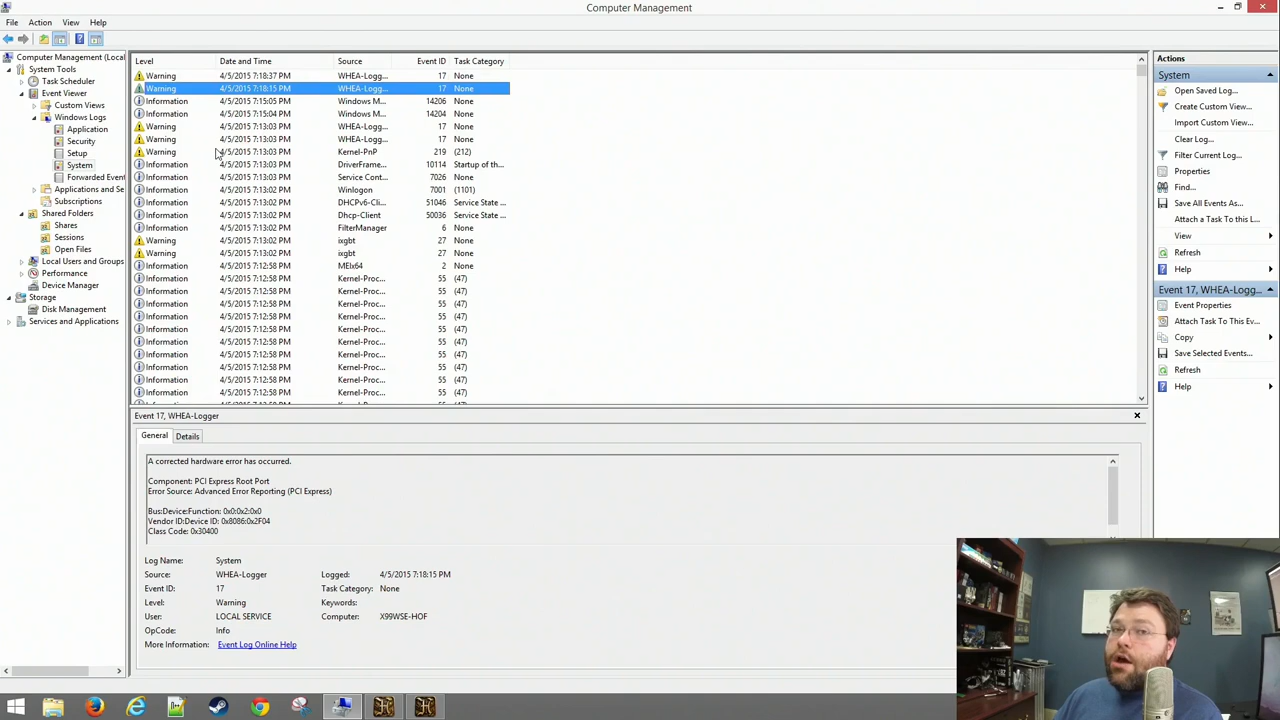 Computer Management
File Action View Help
Computer Management (Local
System Tools
Task Scheduler
Event Viewer
Custom Views
Windows Logs
Application
Security
Setup
System
Forwarded Event
Applications and Se
Subscriptions
Shared Folders
Shares
Sessions
Open Files
Local Users and Groups
Performance
Device Manager
Storage
Disk Management
Services and Applications
Level Date and Time Source Event ID Task Category
Warning 4/5/2015 7:18:37 PM WHEA-Logg... 17 None
Warning 4/5/2015 7:18:15 PM WHEA-Logg... 17 None
Information 4/5/2015 7:15:05 PM Windows M... 14206 None
Information 4/5/2015 7:15:04 PM Windows M... 14204 None
Warning 4/5/2015 7:13:03 PM WHEA-Logg... 17 None
Warning 4/5/2015 7:13:03 PM WHEA-Logg... 17 None
Warning 4/5/2015 7:13:03 PM Kernel-PnP 219 (212)
Information 4/5/2015 7:13:03 PM DriverFrame... 10114 Startup of th...
Information 4/5/2015 7:13:03 PM Service Cont... 7026 None
Information 4/5/2015 7:13:02 PM Winlogon 7001 (1101)
Information 4/5/2015 7:13:02 PM DHCPv6-Cli... 51046 Service State ...
Information 4/5/2015 7:13:02 PM Dhcp-Client 50036 Service State ...
Information 4/5/2015 7:13:02 PM FilterManager 6 None
Warning 4/5/2015 7:13:02 PM ixgbt 27 None
Warning 4/5/2015 7:13:02 PM ixgbt 27 None
Information 4/5/2015 7:12:58 PM MEIx64 2 None
Information 4/5/2015 7:12:58 PM Kernel-Proc... 55 (47)
Information 4/5/2015 7:12:58 PM Kernel-Proc... 55 (47)
Information 4/5/2015 7:12:58 PM Kernel-Proc... 55 (47)
Information 4/5/2015 7:12:58 PM Kernel-Proc... 55 (47)
Information 4/5/2015 7:12:58 PM Kernel-Proc... 55 (47)
Information 4/5/2015 7:12:58 PM Kernel-Proc... 55 (47)
Information 4/5/2015 7:12:58 PM Kernel-Proc... 55 (47)
Information 4/5/2015 7:12:58 PM Kernel-Proc... 55 (47)
Information 4/5/2015 7:12:58 PM Kernel-Proc... 55 (47)
Information 4/5/2015 7:12:58 PM Kernel-Proc... 55 (47)
Event 17, WHEA-Logger
General Details
A corrected hardware error has occurred.
Component: PCI Express Root Port
Error Source: Advanced Error Reporting (PCI Express)
Bus:Device:Function: 0x0:0x2:0x0
Vendor ID:Device ID: 0x8086:0x2F04
Class Code: 0x30400
Log Name: System
Source: WHEA-Logger Logged: 4/5/2015 7:18:15 PM
Event ID: 17 Task Category: None
Level: Warning Keywords:
User: LOCAL SERVICE Computer: X99WSE-HOF
OpCode: Info
More Information: Event Log Online Help
Actions
System
Open Saved Log...
Create Custom View...
Import Custom View...
Clear Log...
Filter Current Log...
Properties
Find...
Save All Events As...
Attach a Task To this L...
View
Refresh
Help
Event 17, WHEA-Logg...
Event Properties
Attach Task To This Ev...
Copy
Save Selected Events...
Refresh
Help